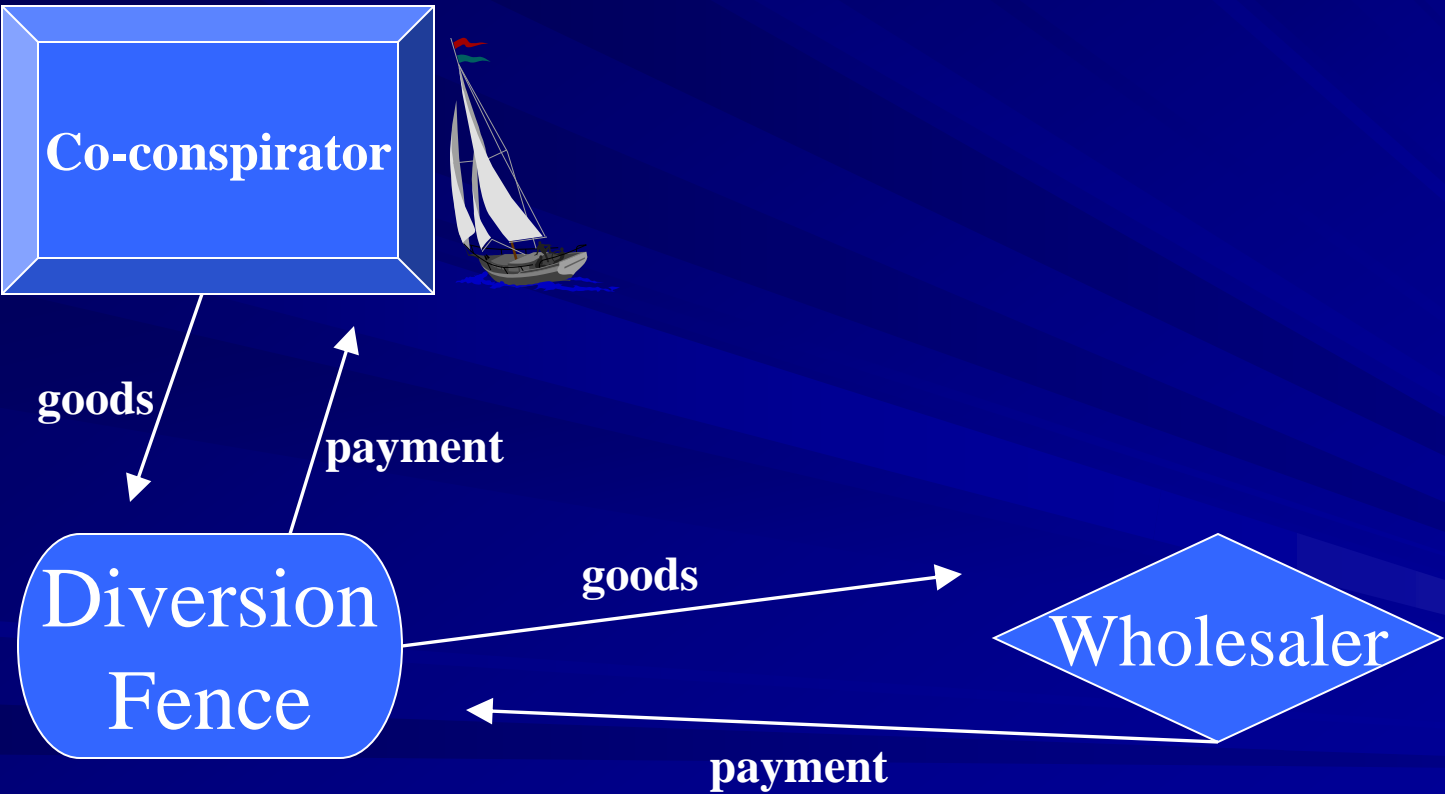 Co-conspirator
goods
payment
Diversion
Fence
goods
Wholesaler
payment